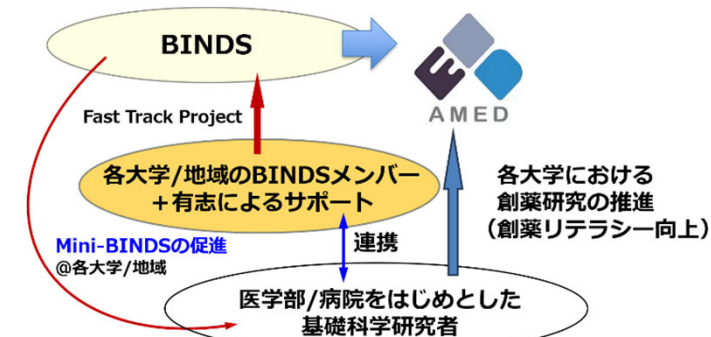 BINDS
AMED
Fast Track Project
各大学/地域のBINDSメンバー
+有志によるサポート
各大学における
創薬研究の推進
(創薬リテラシー向上)
Mini-BINDSの促進
@各大学/地域
連携
医学部/病院をはじめとした
基礎科学研究者